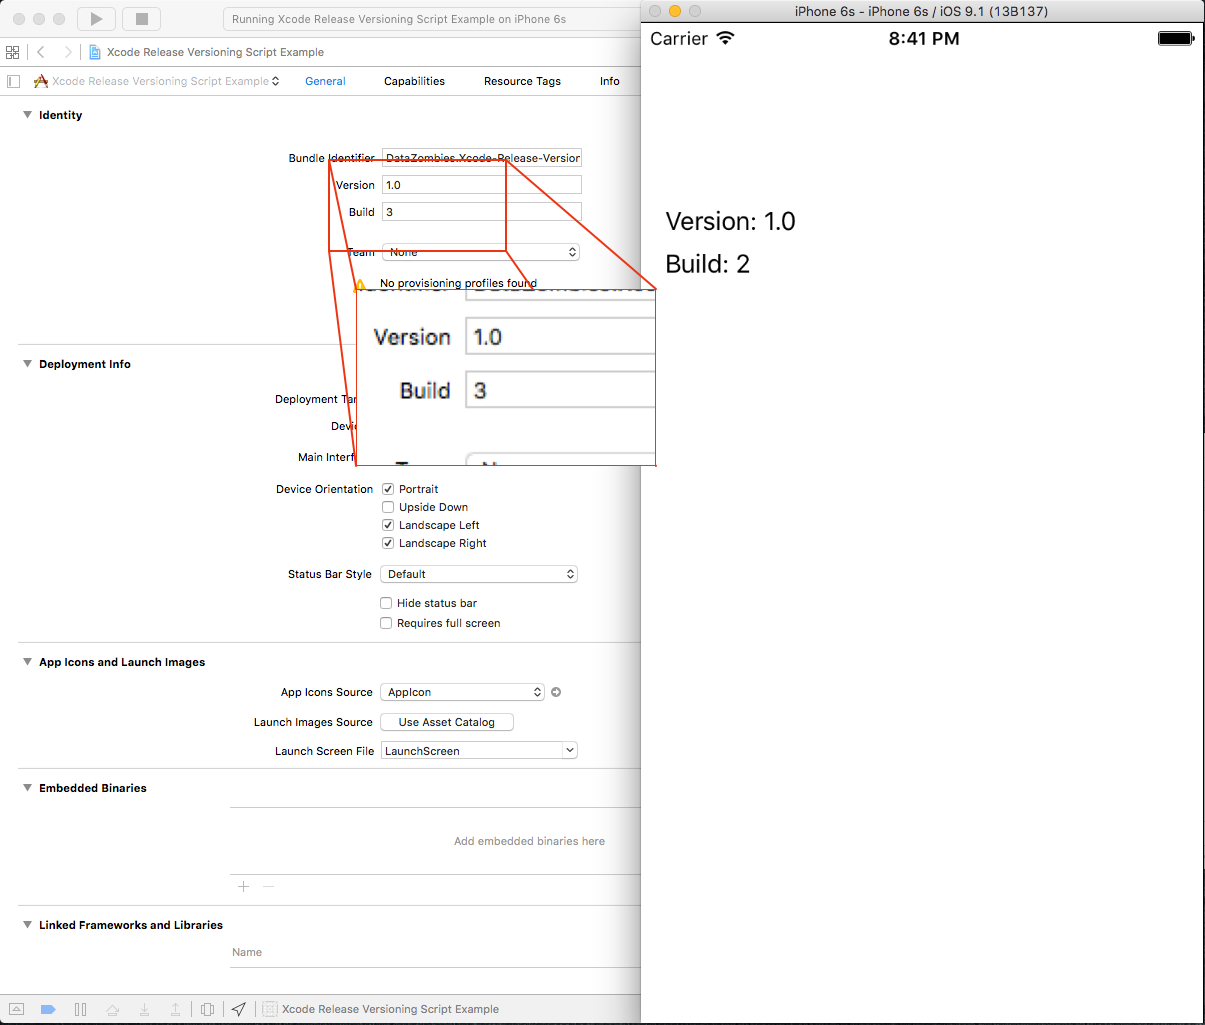 Running Xcode Release Versioning Script Example on iPhone 6s
Xcode Release Versioning Script Example
Xcode Release Versioning Script Example
General Capabilities Resource Tags Info
Identity
Bundle Identifier DataZombies.Xcode-Release-Version
Version 1.0
Build 3
Team None
No provisioning profiles found
Version 1.0
Build 3
Deployment Info
Deployment Tar
Devic
Main Interf
Device Orientation Portrait
Upside Down
Landscape Left
Landscape Right
Status Bar Style Default
Hide status bar
Requires full screen
App Icons and Launch Images
App Icons Source AppIcon
Launch Images Source Use Asset Catalog
Launch Screen File LaunchScreen
Embedded Binaries
Add embedded binaries here
Linked Frameworks and Libraries
Name
Xcode Release Versioning Script Example
iPhone 6s - iPhone 6s / iOS 9.1 (13B137)
Carrier 8:41 PM
Version: 1.0
Build: 2